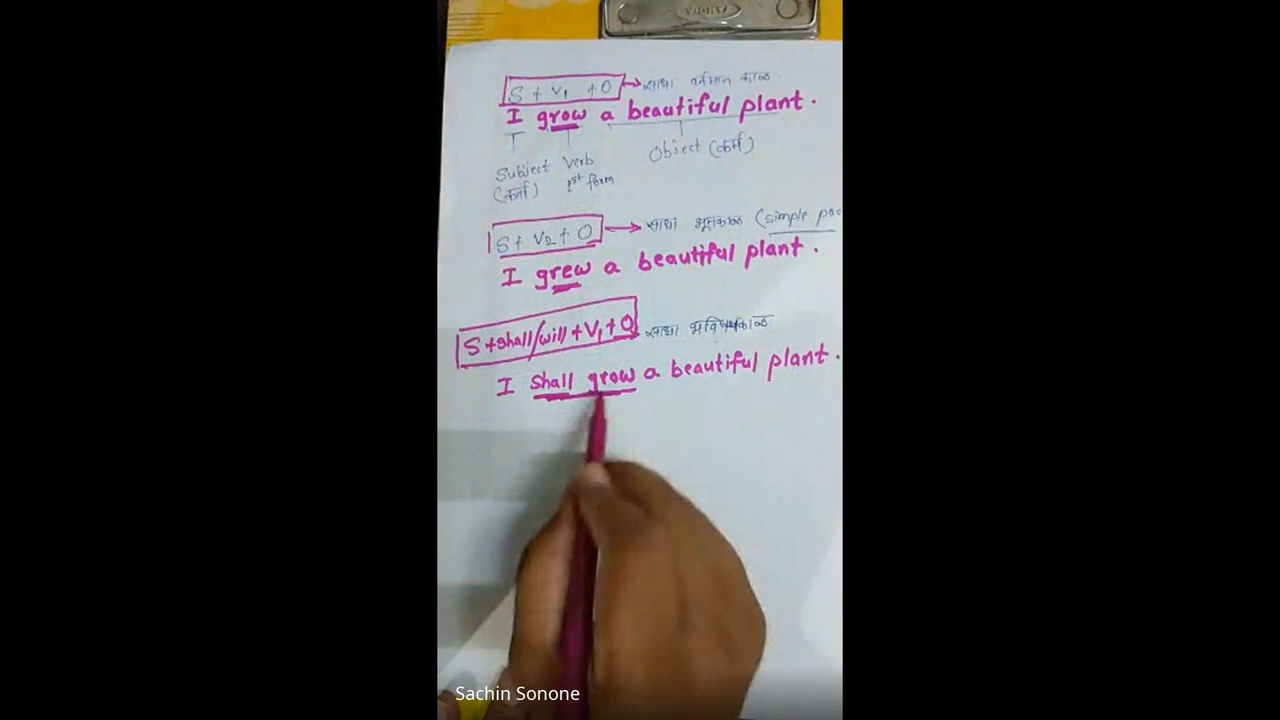 S + V₁ + O → साधा वर्तमान काळ.
I grow a beautiful plant.
Subject Verb Object (कर्म)
(कर्ता) 1st form
S + V₂ + O → साधा भूतकाळ (simple pas
I grew a beautiful plant.
S + shall/will + V₁ + O साधा भविष्यकाळ
I Shall grow a beautiful plant.
Sachin Sonone